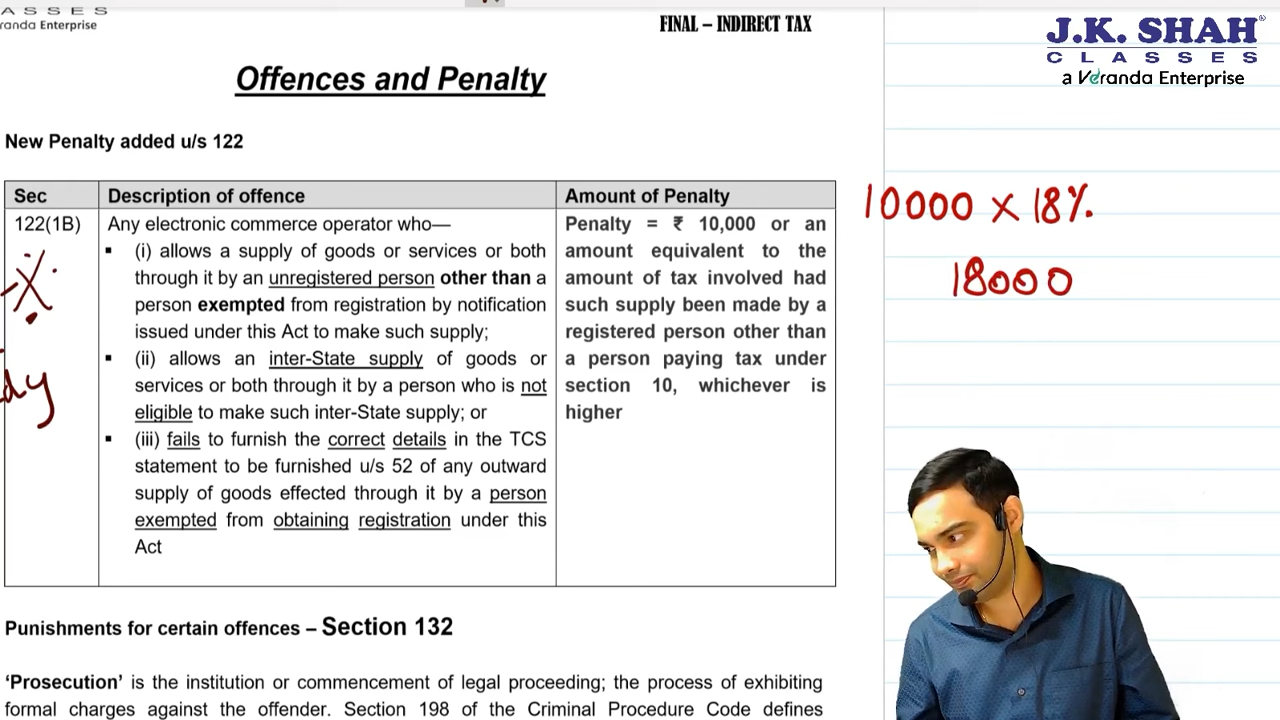 A S S E S
randa Enterprise
FINAL – INDIRECT TAX
J.K. SHAH®
CLASSES
a Veranda Enterprise
Offences and Penalty
New Penalty added u/s 122
Sec
Description of offence
Amount of Penalty
122(1B)
Any electronic commerce operator who—
▪ (i) allows a supply of goods or services or both
through it by an unregistered person other than a
person exempted from registration by notification
issued under this Act to make such supply;
▪ (ii) allows an inter-State supply of goods or
services or both through it by a person who is not
eligible to make such inter-State supply; or
▪ (iii) fails to furnish the correct details in the TCS
statement to be furnished u/s 52 of any outward
supply of goods effected through it by a person
exempted from obtaining registration under this
Act
Penalty = ₹ 10,000 or an
amount equivalent to the
amount of tax involved had
such supply been made by a
registered person other than
a person paying tax under
section 10, whichever is
higher
10000 x 18%
18000
Punishments for certain offences – Section 132
'Prosecution' is the institution or commencement of legal proceeding; the process of exhibiting
formal charges against the offender. Section 198 of the Criminal Procedure Code defines